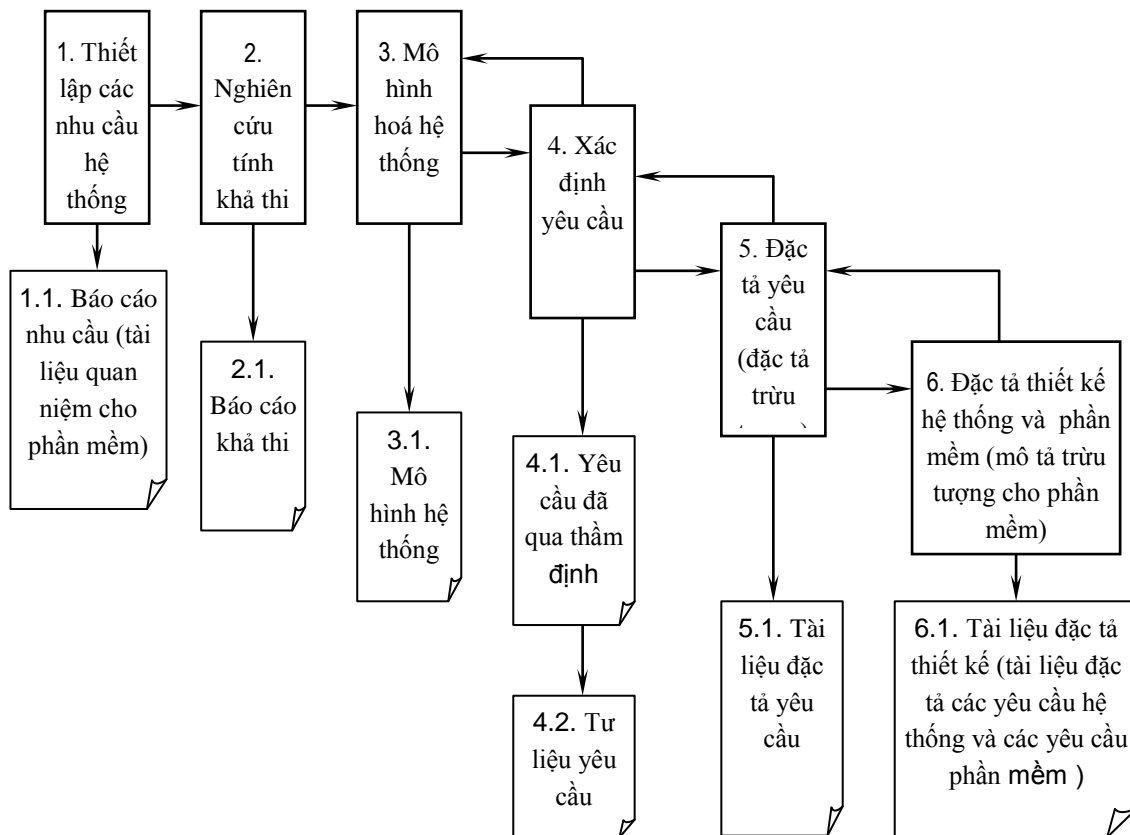 1. Thiết
lập các
nhu cầu
hệ
thống
2.
Nghiên
cứu
tính
khả thi
3. Mô
hình
hoá hệ
thống
4. Xác
định
yêu cầu
5. Đặc
tả yêu
cầu
(đặc tả
trừu
6. Đặc tả thiết kế
hệ thống và phần
mềm (mô tả trừu
tượng cho phần
mềm)
1.1. Báo cáo
nhu cầu (tài
liệu quan
niệm cho
phần mềm)
2.1.
Báo cáo
khả thi
3.1.
Mô
hình hệ
thống
4.1. Yêu
cầu đã
qua thầm
định
4.2. Tư
liệu yêu
cầu
5.1. Tài
liệu đặc
tả yêu
cầu
6.1. Tài liệu đặc tả
thiết kế (tài liệu đặc
tả các yêu cầu hệ
thống và các yêu cầu
phần mềm )